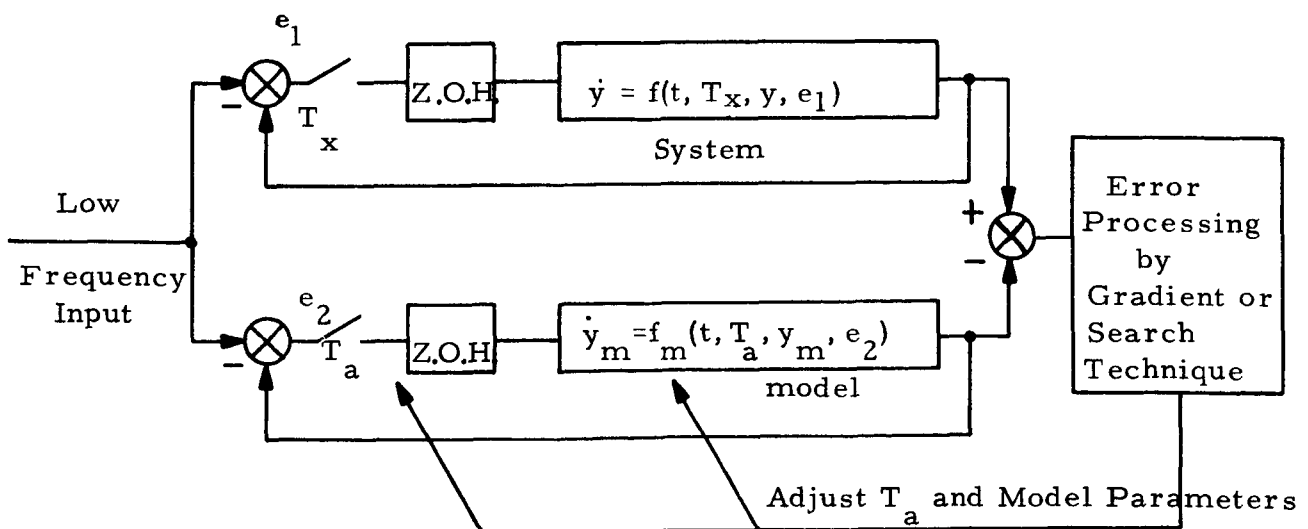 e1
−
T x
Z.O.H.
ẏ = f(t, Tx, y, e1)
System
Low
Frequency
Input
+
−
Error
Processing
by
Gradient or
Search
Technique
e2
−
Ta
Z.O.H.
ẏm =fm(t, Ta, ym, e2)
model
Adjust Ta and Model Parameters